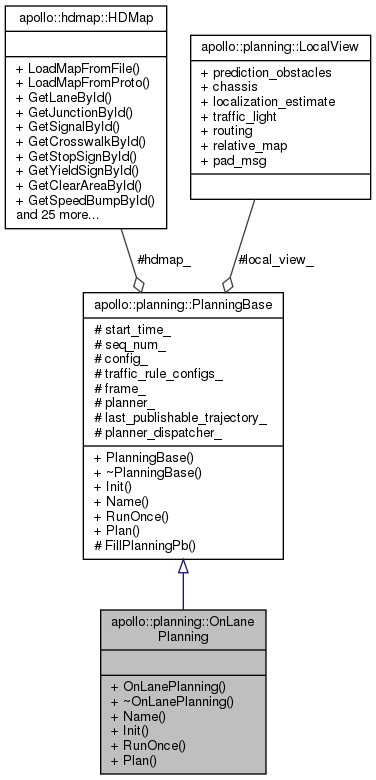 apollo::hdmap::HDMap
+ LoadMapFromFile()
+ LoadMapFromProto()
+ GetLaneById()
+ GetJunctionById()
+ GetSignalById()
+ GetCrosswalkById()
+ GetStopSignById()
+ GetYieldSignById()
+ GetClearAreaById()
+ GetSpeedBumpById()
and 25 more...
apollo::planning::LocalView
+ prediction_obstacles
+ chassis
+ localization_estimate
+ traffic_light
+ routing
+ relative_map
+ pad_msg
#hdmap_
#local_view_
apollo::planning::PlanningBase
# start_time_
# seq_num_
# config_
# traffic_rule_configs_
# frame_
# planner_
# last_publishable_trajectory_
# planner_dispatcher_
+ PlanningBase()
+ ~PlanningBase()
+ Init()
+ Name()
+ RunOnce()
+ Plan()
# FillPlanningPb()
apollo::planning::OnLane
Planning
+ OnLanePlanning()
+ ~OnLanePlanning()
+ Name()
+ Init()
+ RunOnce()
+ Plan()